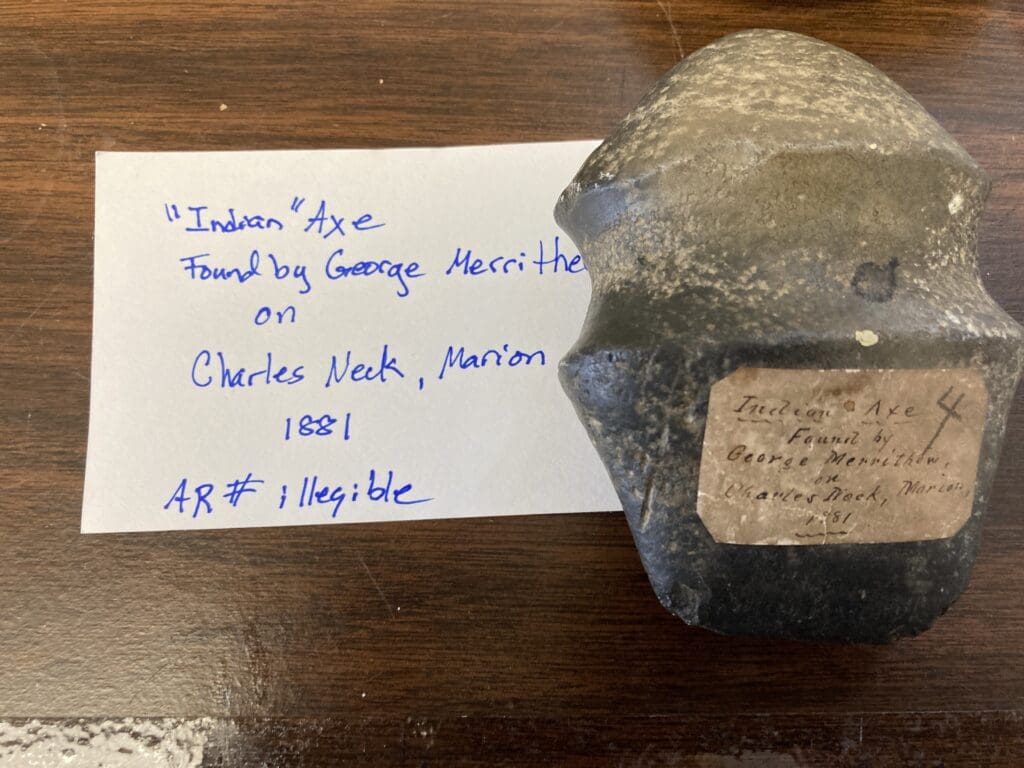 "Indian" Axe
Found by George Merrithe
on
Charles Neck, Marion
1881
AR# illegible
Indian Axe 4
Found by
George Merrithew,
on
Charles Neck, Marion,
1881